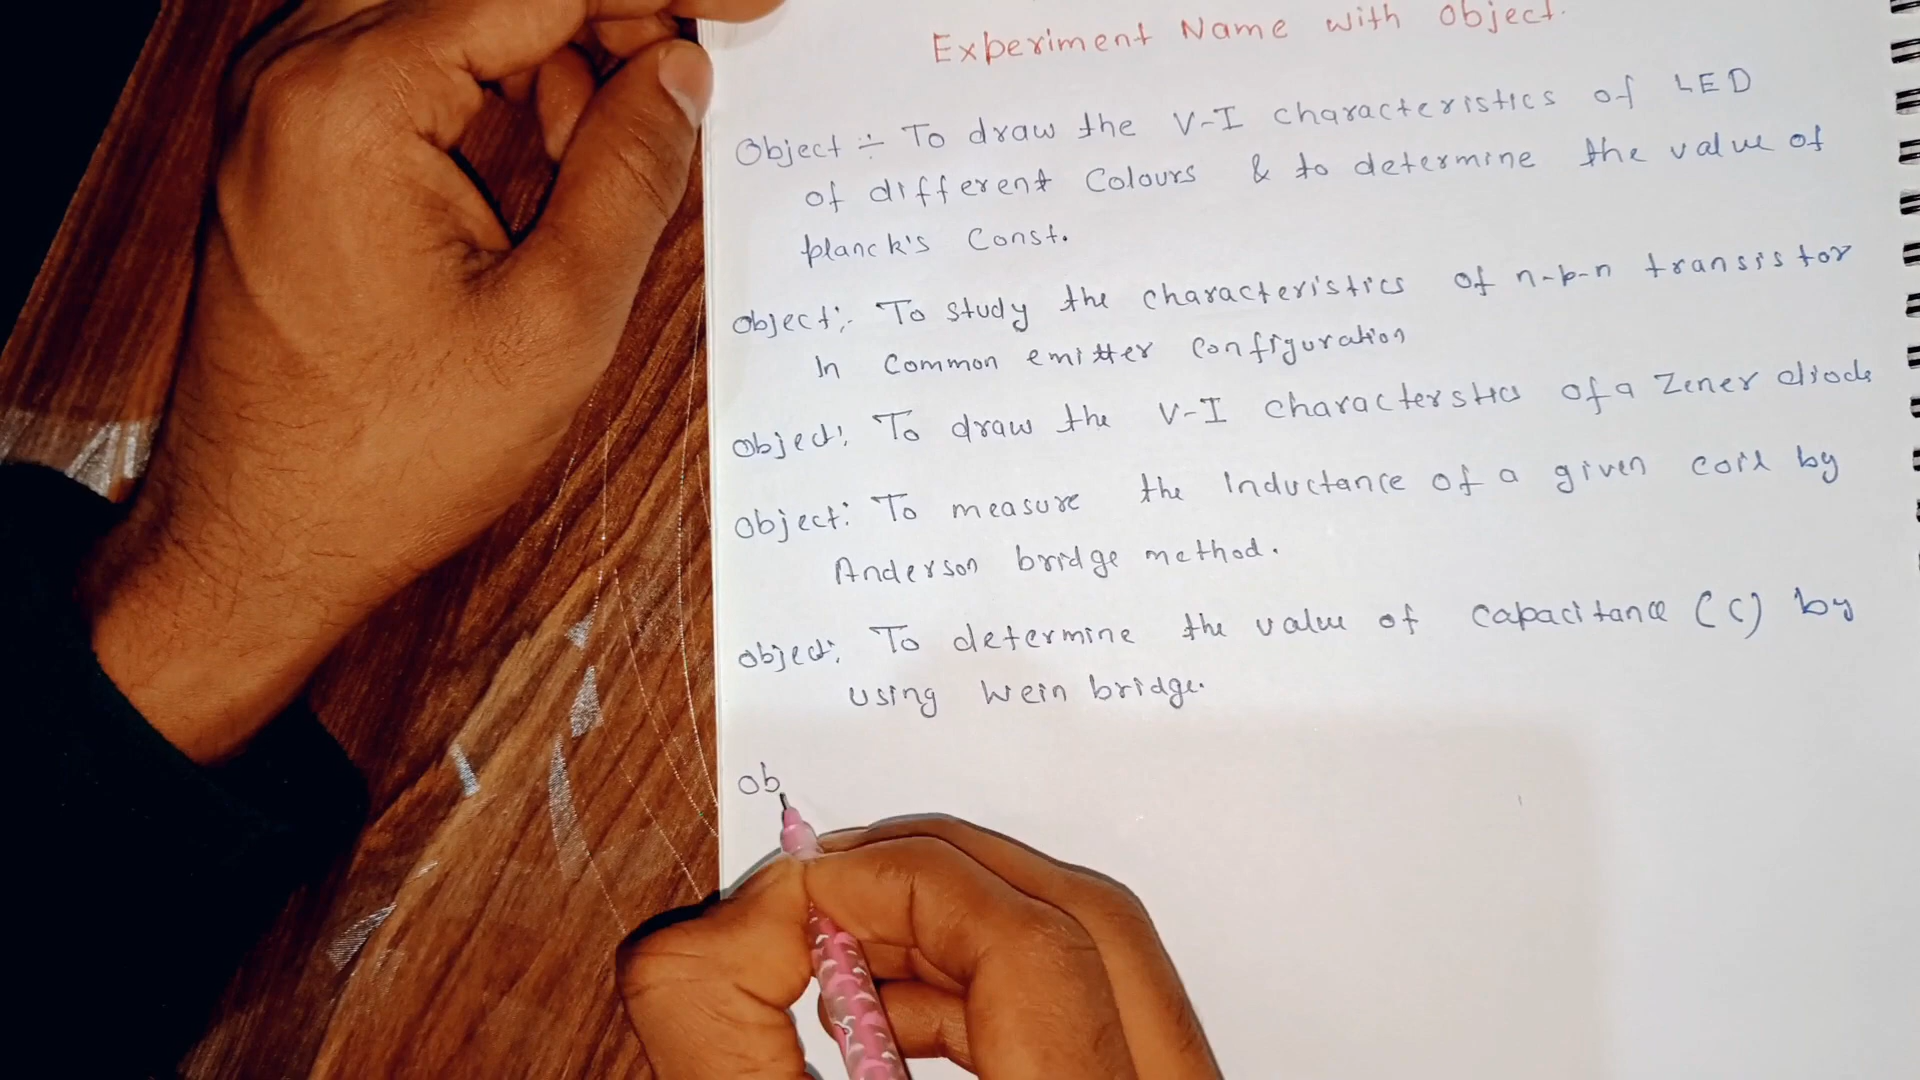 Experiment Name with Object.
Object ÷ To draw the V-I characteristics of LED
of different Colours & to determine the value of
planck's Const.
Object:- To study the characteristics of n-p-n transistor
In Common emitter Configuration
Object: To draw the V-I characterstics of a Zener diode
Object: To measure the Inductance of a given coil by
Anderson bridge method.
Object: To determine the value of Capacitance (C) by
using Wein bridge.
Ob